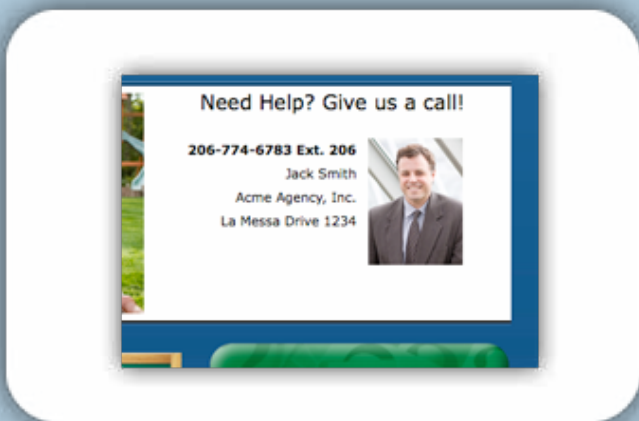 Need Help? Give us a call!
206-774-6783 Ext. 206
Jack Smith
Acme Agency, Inc.
La Messa Drive 1234